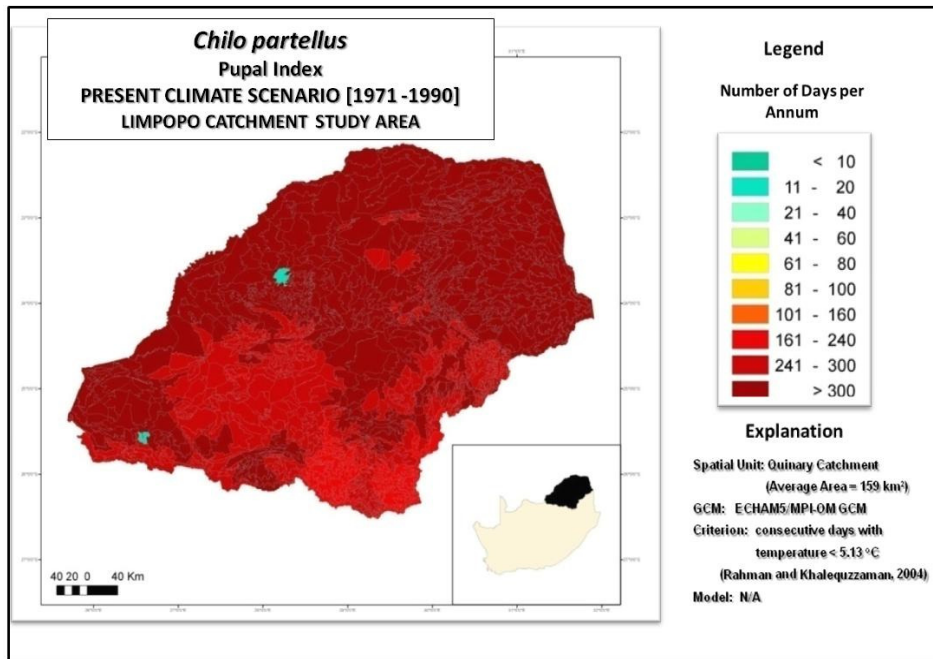 Chilo partellus
Pupal Index
PRESENT CLIMATE SCENARIO [1971 -1990]
LIMPOPO CATCHMENT STUDY AREA
40 20 0 40 Km
Legend
Number of Days per
Annum
< 10
11 - 20
21 - 40
41 - 60
61 - 80
81 - 100
101 - 160
161 - 240
241 - 300
> 300
Explanation
Spatial Unit: Quinary Catchment
(Average Area = 159 km²)
GCM: ECHAM5/MPI-OM GCM
Criterion: consecutive days with
temperature < 5.13 °C
(Rahman and Khalequzzaman, 2004)
Model: N/A